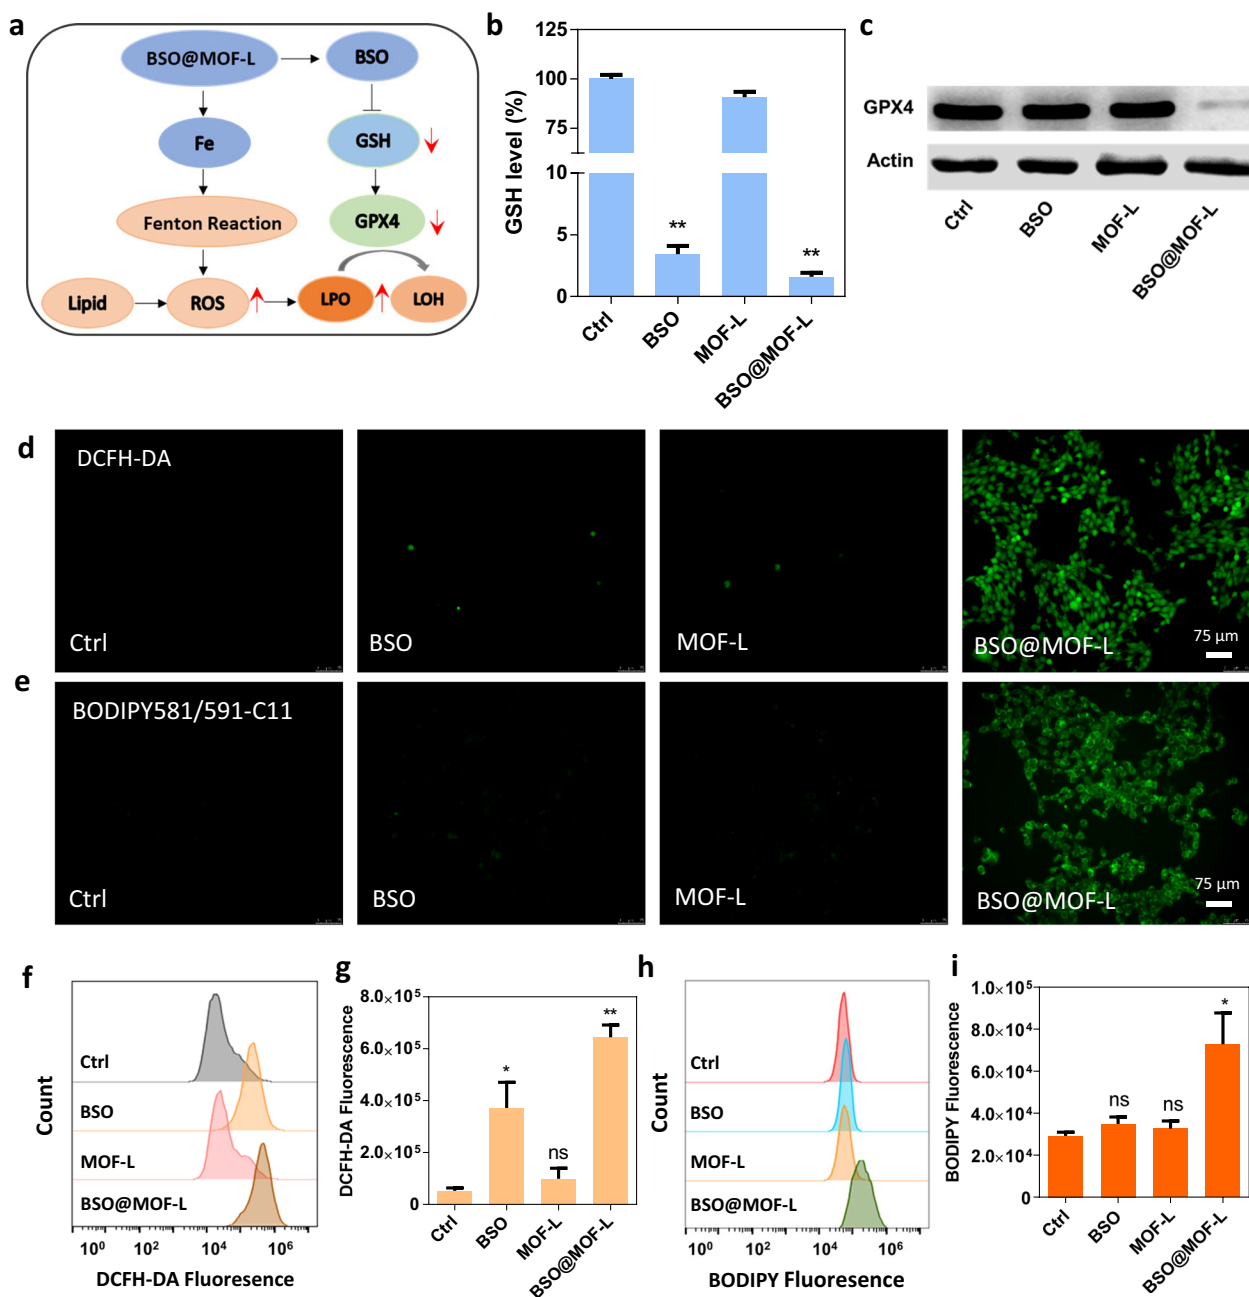 a
BSO@MOF-L
BSO
Fe
GSH
Fenton Reaction
GPX4
Lipid
ROS
LPO
LOH
b
GSH level (%)
125
100
75
10
5
0
**
**
Ctrl
BSO
MOF-L
BSO@MOF-L
c
GPX4
Actin
Ctrl
BSO
MOF-L
BSO@MOF-L
d
DCFH-DA
Ctrl
BSO
MOF-L
BSO@MOF-L
75 μm
e
BODIPY581/591-C11
Ctrl
BSO
MOF-L
BSO@MOF-L
75 μm
f
Count
Ctrl
BSO
MOF-L
BSO@MOF-L
10⁰ 10² 10⁴ 10⁶
DCFH-DA Fluoresence
g
DCFH-DA Fluorescence
8.0×10⁵
6.0×10⁵
4.0×10⁵
2.0×10⁵
0
*
ns
**
Ctrl
BSO
MOF-L
BSO@MOF-L
h
Count
Ctrl
BSO
MOF-L
BSO@MOF-L
10⁰ 10² 10⁴ 10⁶
BODIPY Fluoresence
i
BODIPY Fluorescence
1.0×10⁵
8.0×10⁴
6.0×10⁴
4.0×10⁴
2.0×10⁴
0
ns
ns
*
Ctrl
BSO
MOF-L
BSO@MOF-L